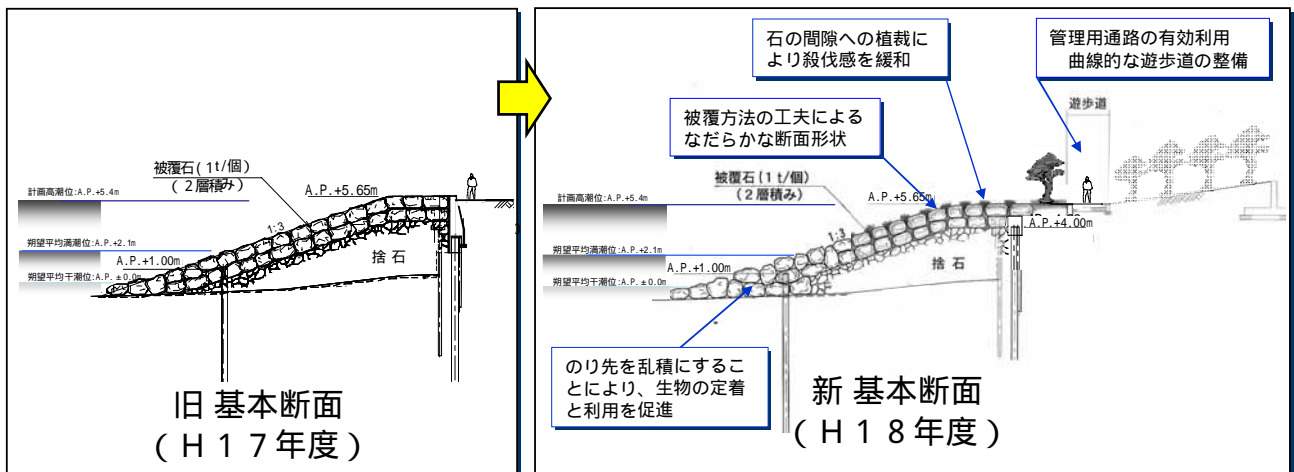 被覆石(1t/個)
(2層積み)
A.P.+5.65m
計画高潮位:A.P.+5.4m
1:3
朔望平均満潮位:A.P.+2.1m
A.P.+1.00m
捨石
朔望平均干潮位:A.P.±0.0m
旧 基本断面
(H17年度)
石の間隙への植裁に
より殺伐感を緩和
管理用通路の有効利用
曲線的な遊歩道の整備
遊歩道
被覆方法の工夫による
なだらかな断面形状
被覆石(1t/個)
(2層積み)
A.P.+5.65m
計画高潮位:A.P.+5.4m
A.P.+4.00m
1:3
朔望平均満潮位:A.P.+2.1m
A.P.+1.00m
捨石
朔望平均干潮位:A.P.±0.0m
のり先を乱積にするこ
とにより、生物の定着
と利用を促進
新 基本断面
(H18年度)